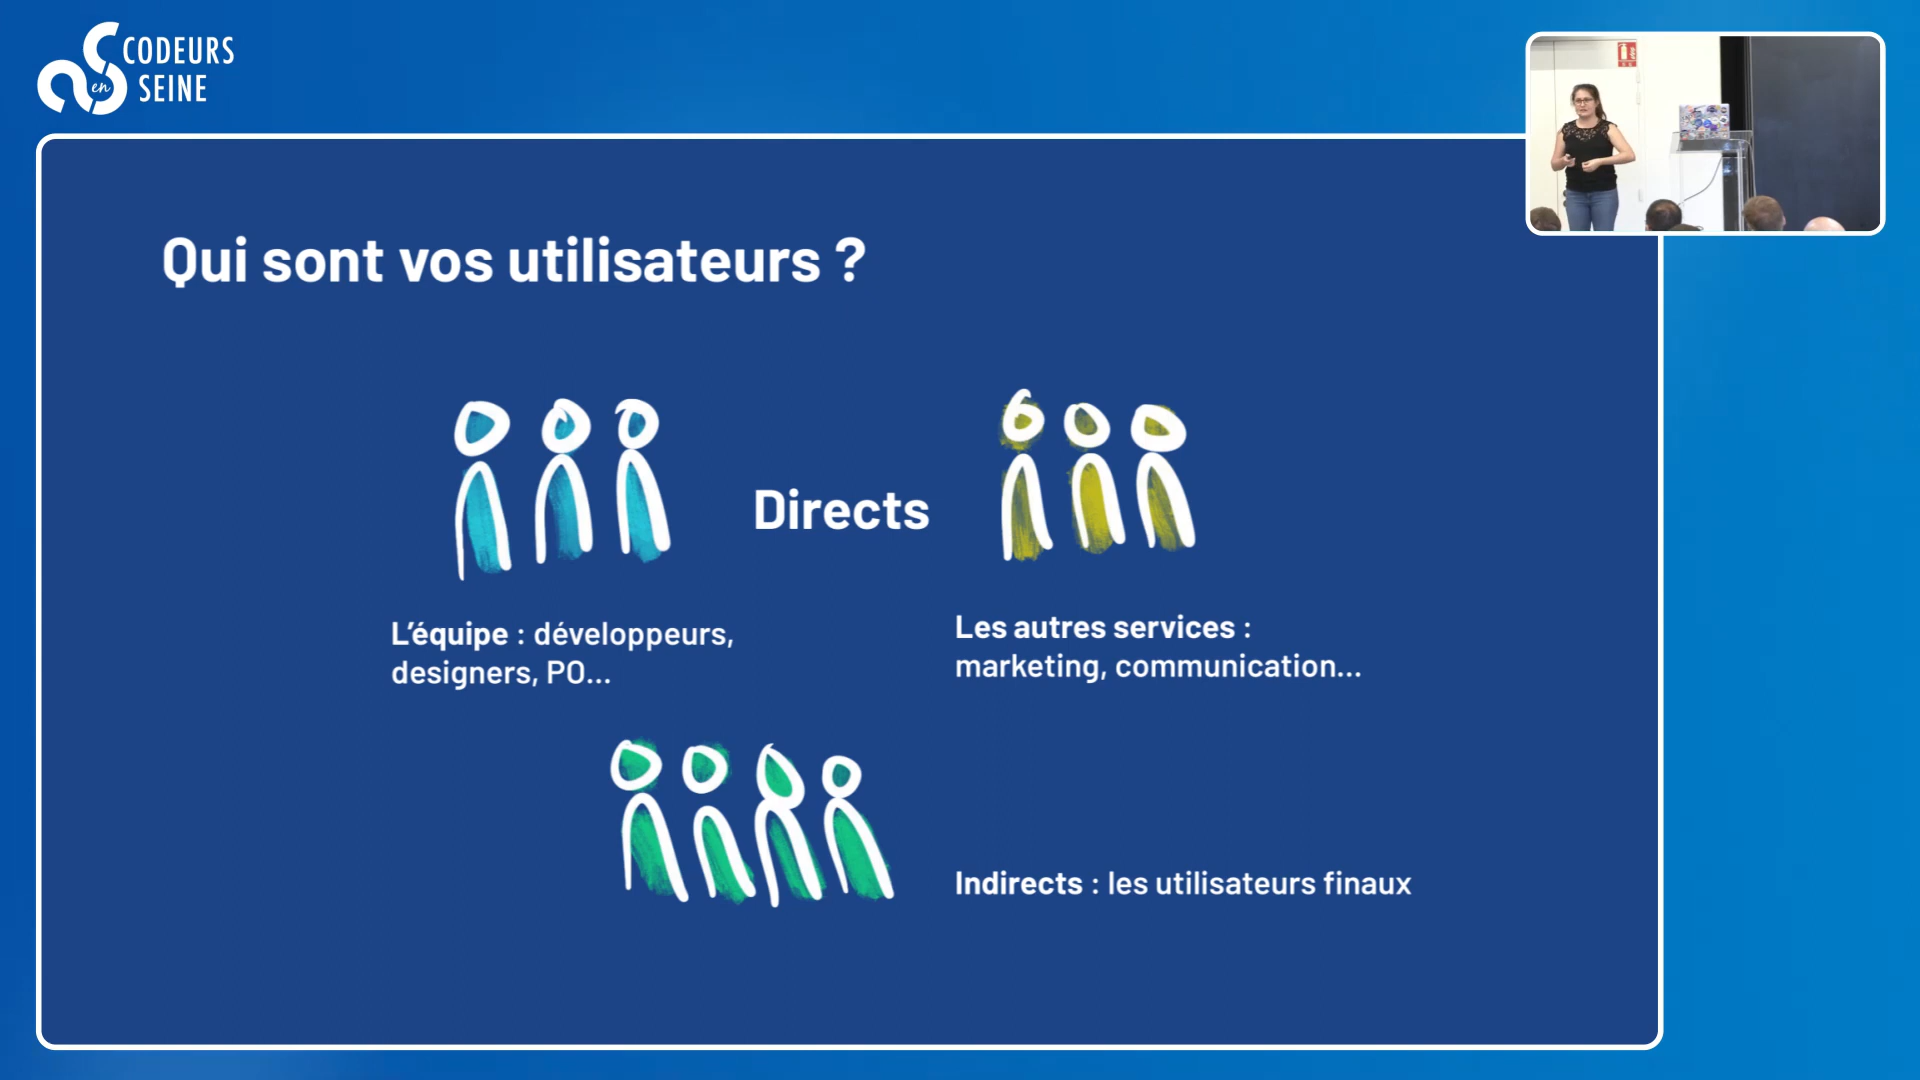 CODEURS
en
SEINE
Qui sont vos utilisateurs ?
Directs
L'équipe : développeurs,
designers, PO...
Les autres services :
marketing, communication...
Indirects : les utilisateurs finaux